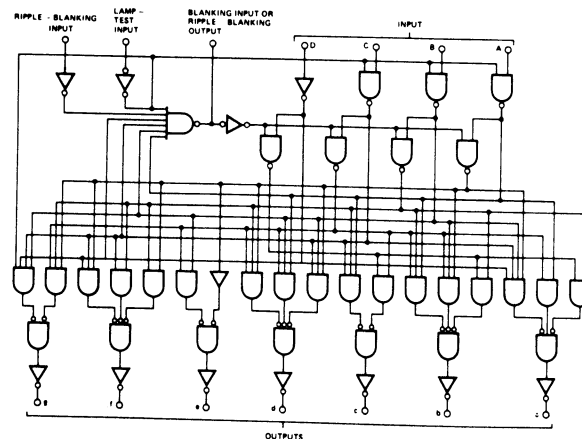 RIPPLE - BLANKING
INPUT
LAMP -
TEST
INPUT
BLANKING INPUT OR
RIPPLE - BLANKING
OUTPUT
INPUT
D
C
B
A
g
f
e
d
c
b
a
OUTPUTS